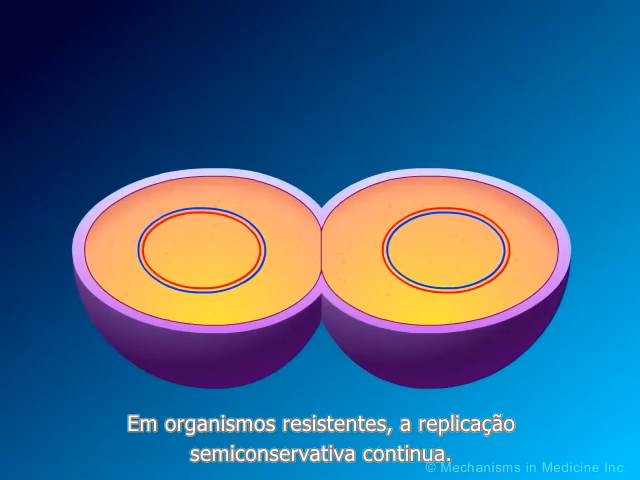 Em organismos resistentes, a replicação
semiconservativa continua.
© Mechanisms in Medicine Inc.